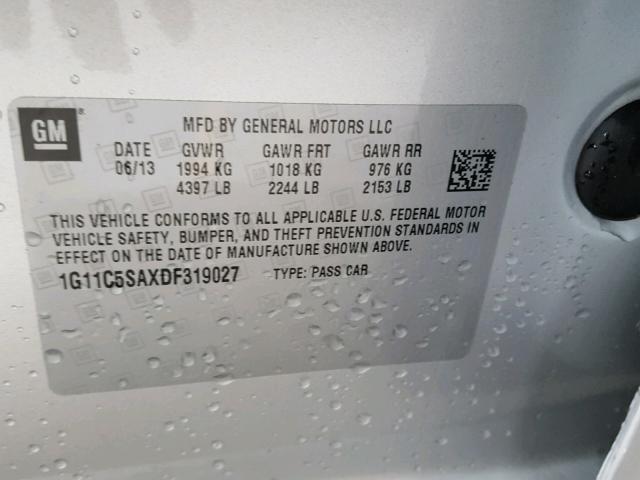 GM®
MFD BY GENERAL MOTORS LLC
DATE GVWR GAWR FRT GAWR RR
06/13 1994 KG 1018 KG 976 KG
4397 LB 2244 LB 2153 LB
THIS VEHICLE CONFORMS TO ALL APPLICABLE U.S. FEDERAL MOTOR
VEHICLE SAFETY, BUMPER, AND THEFT PREVENTION STANDARDS IN
EFFECT ON THE DATE OF MANUFACTURE SHOWN ABOVE.
1G11C5SAXDF319027 TYPE: PASS CAR